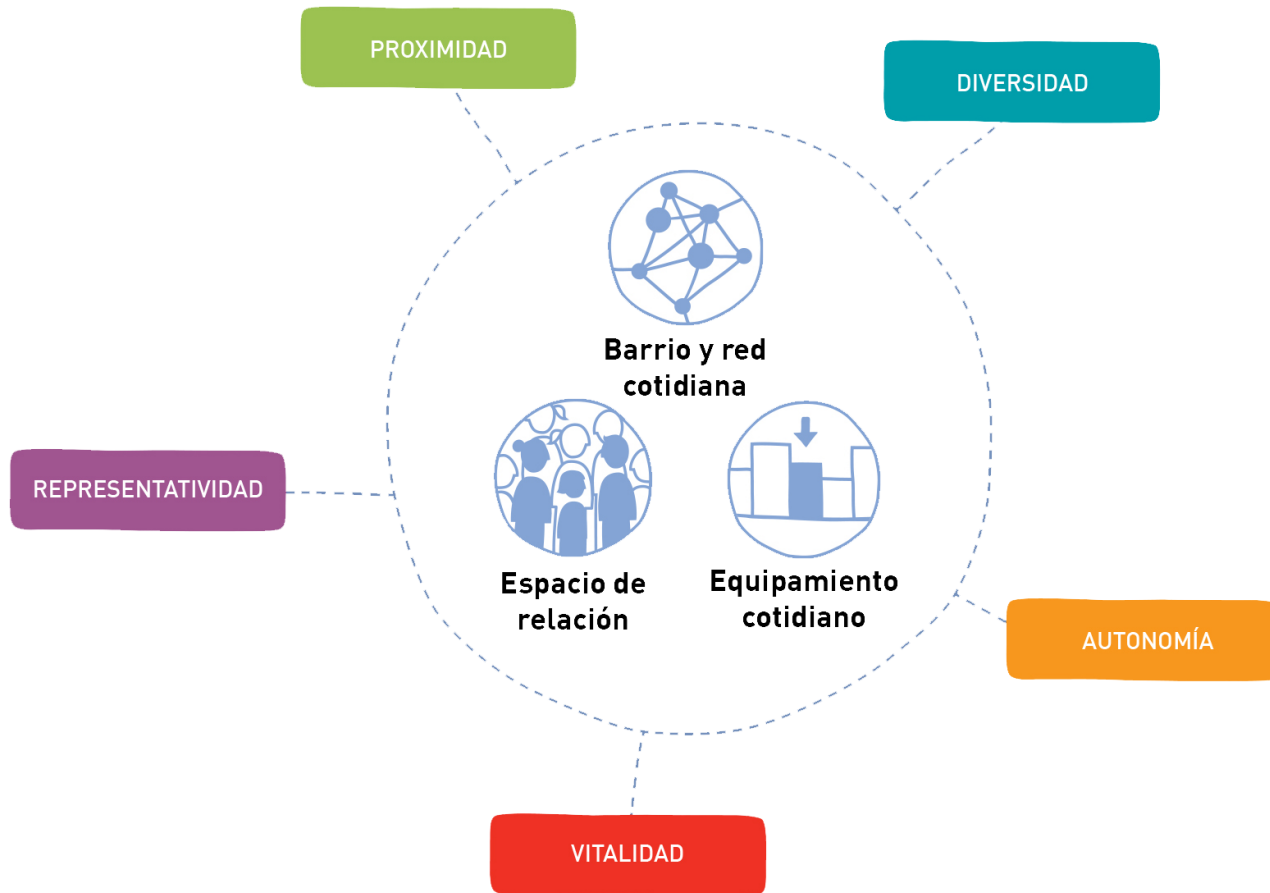 PROXIMIDAD
DIVERSIDAD
Barrio y red
cotidiana
REPRESENTATIVIDAD
Espacio de
relación
Equipamiento
cotidiano
AUTONOMÍA
VITALIDAD